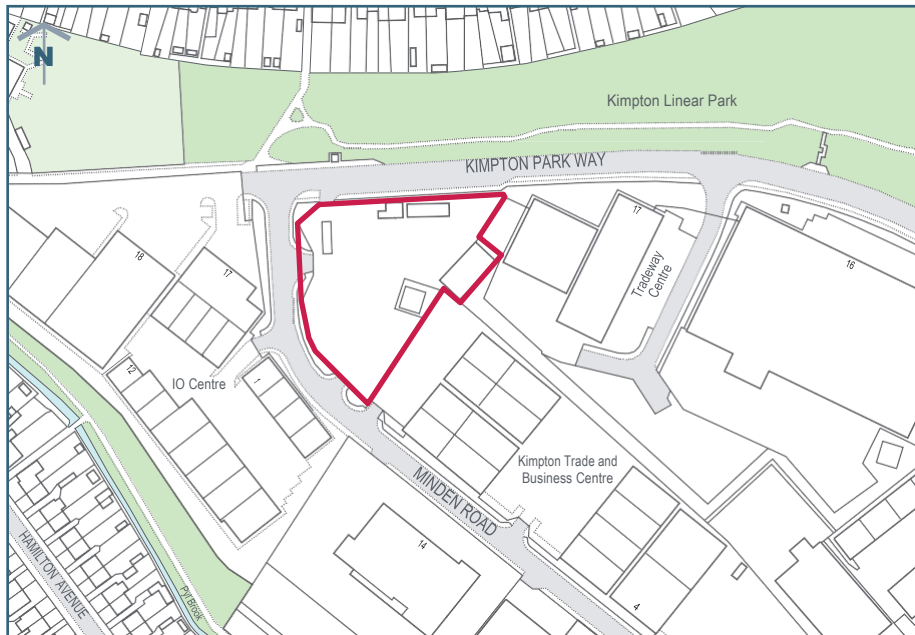 N
Kimpton Linear Park
KIMPTON PARK WAY
18
17
17
Tradeway
Centre
16
IO Centre
12
1
Kimpton Trade and
Business Centre
MINDEN ROAD
14
4
HAMILTON AVENUE
Pyl Brook